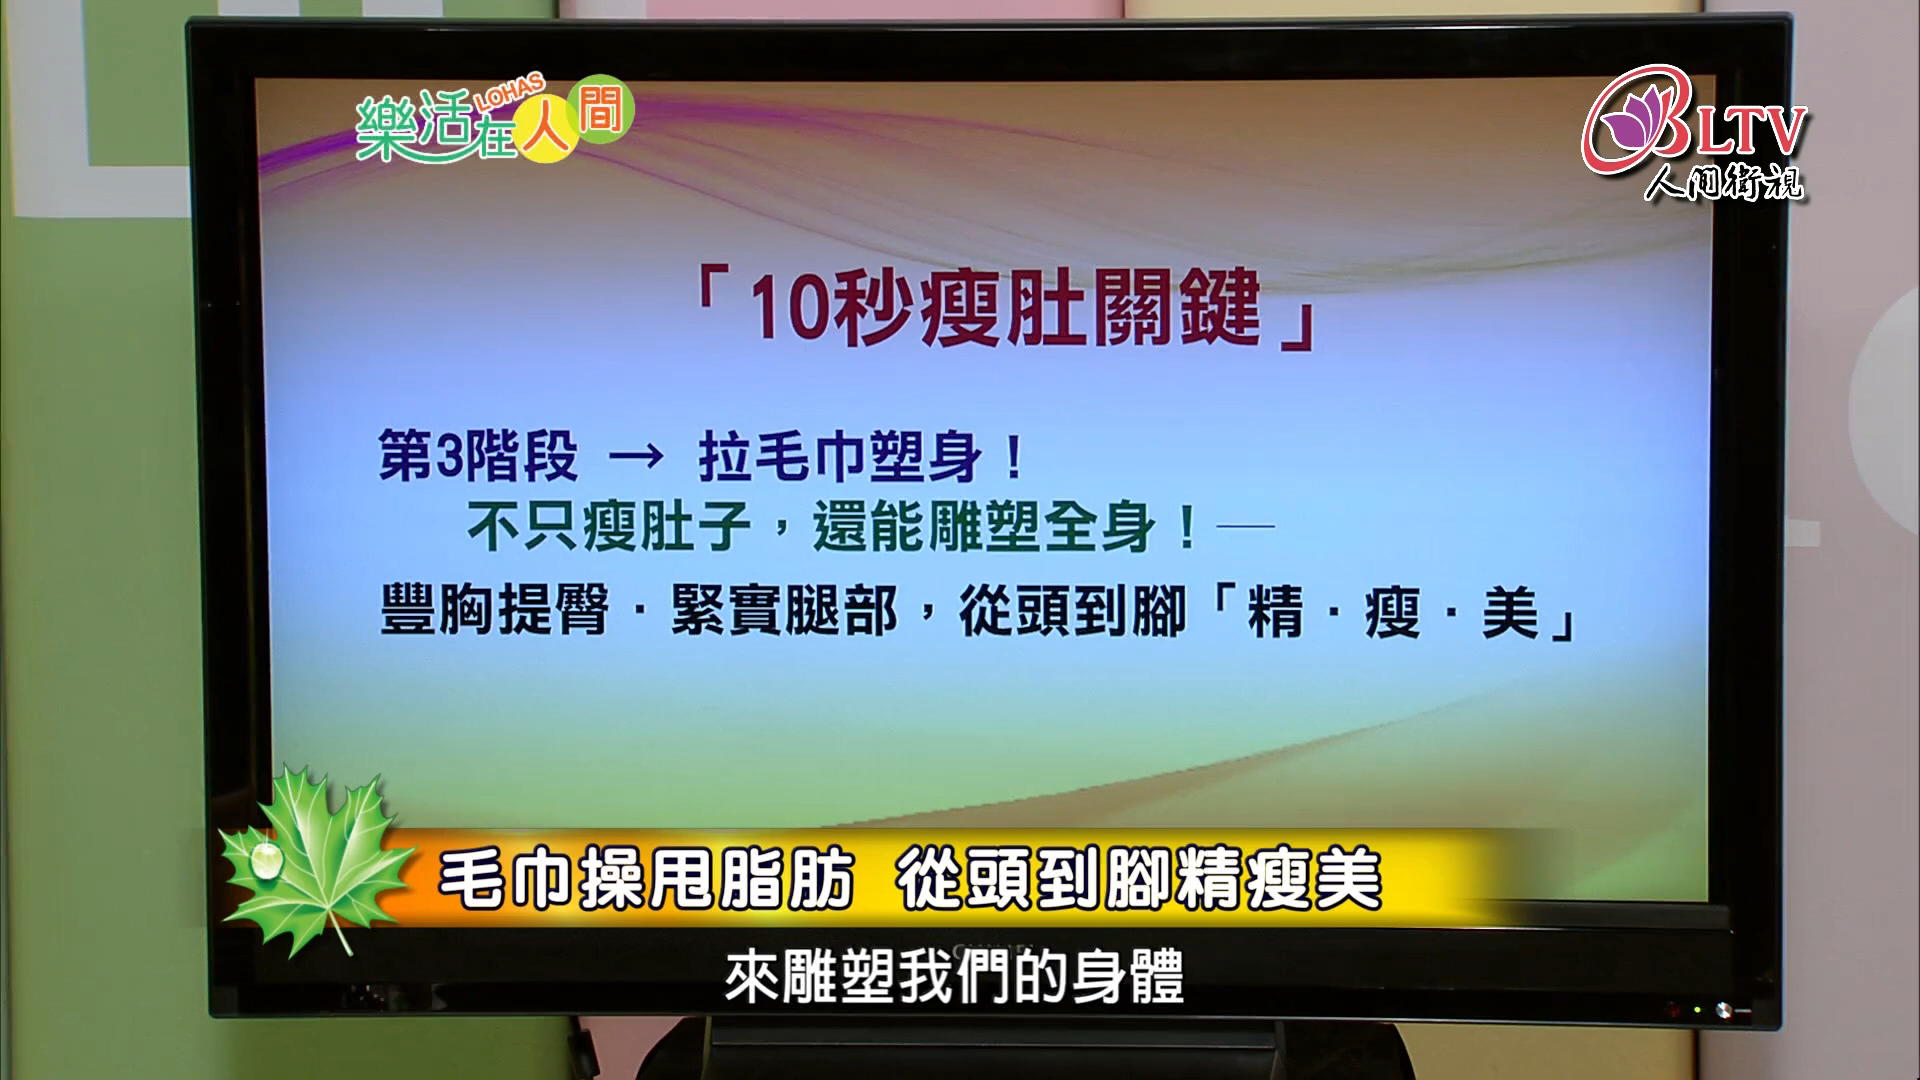 樂活在人間
LOHAS
BLTV
人間衛視
「10秒瘦肚關鍵」
第3階段 → 拉毛巾塑身！
不只瘦肚子，還能雕塑全身！—
豐胸提臀．緊實腿部，從頭到腳「精．瘦．美」
毛巾操甩脂肪 從頭到腳精瘦美
來雕塑我們的身體